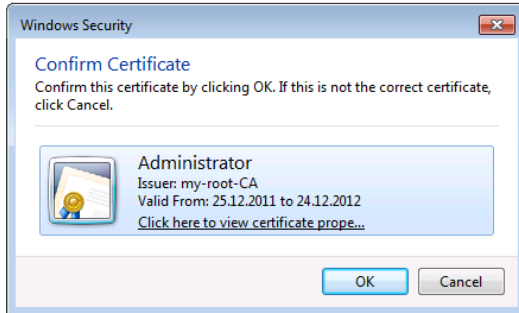 Windows Security
Confirm Certificate
Confirm this certificate by clicking OK. If this is not the correct certificate,
click Cancel.
Administrator
Issuer: my-root-CA
Valid From: 25.12.2011 to 24.12.2012
Click here to view certificate prope...
OK
Cancel